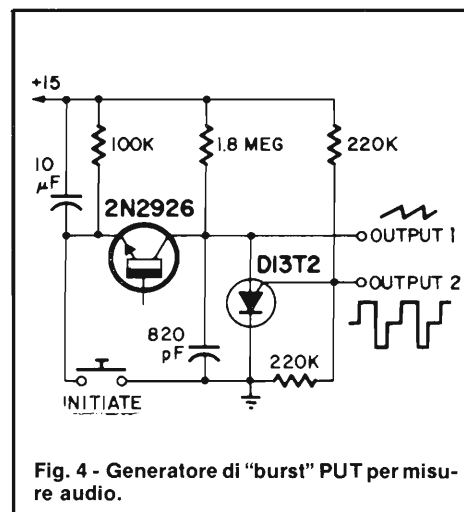 +15
100K
1.8 MEG
220K
10
µF
2N2926
OUTPUT 1
D13T2
OUTPUT 2
820
pF
220K
INITIATE
Fig. 4 - Generatore di "burst" PUT per misu-
re audio.